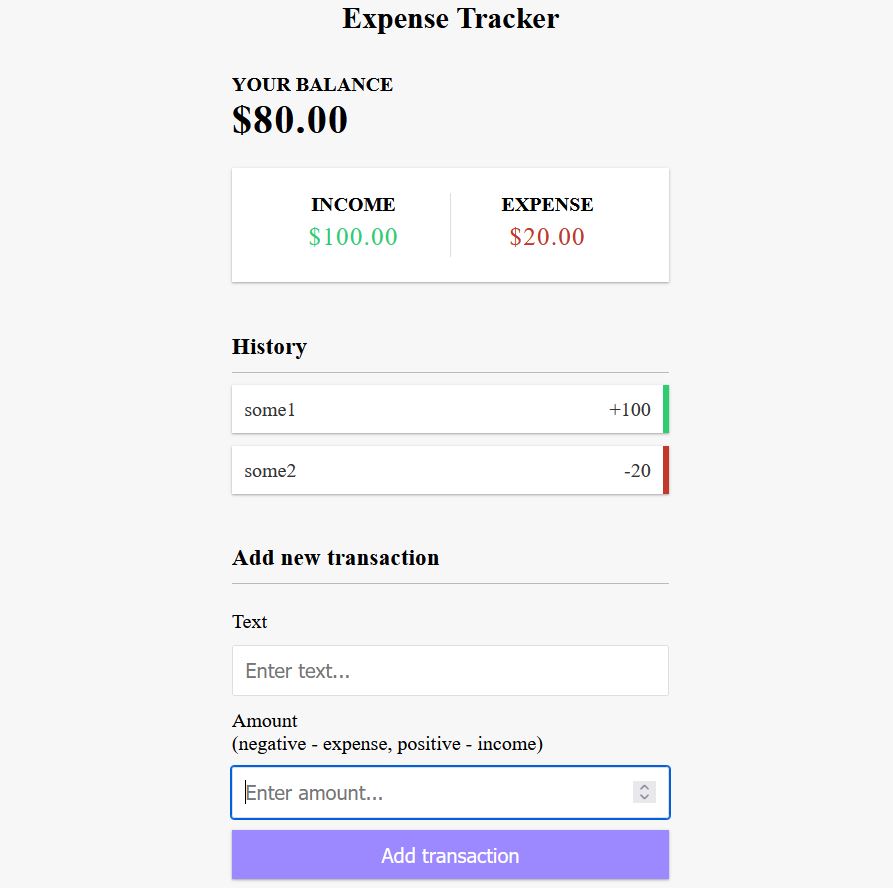 Expense Tracker
YOUR BALANCE
$80.00
INCOME
EXPENSE
$100.00
$20.00
History
some1 +100
some2 -20
Add new transaction
Text
Enter text...
Amount
(negative - expense, positive - income)
Enter amount...
Add transaction